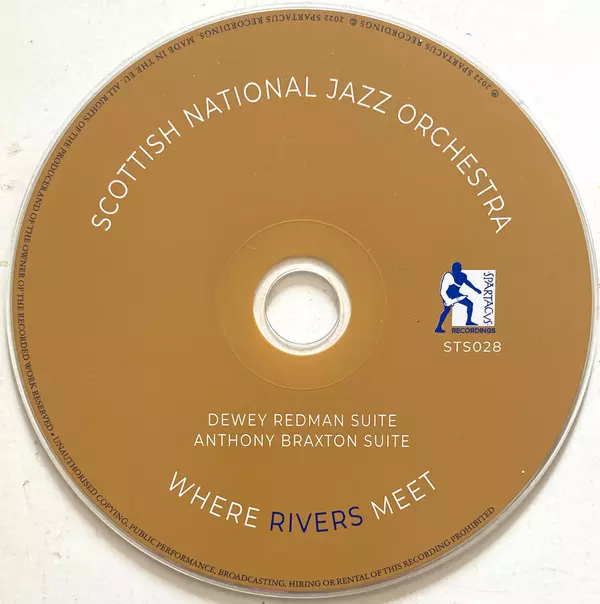 SCOTTISH NATIONAL JAZZ ORCHESTRA
SPARTACVS
RECORDINGS
STS028
DEWEY REDMAN SUITE
ANTHONY BRAXTON SUITE
WHERE RIVERS MEET
℗ 2022 SPARTACUS RECORDINGS © 2022 SPARTACUS RECORDINGS. MADE IN THE EU. ALL RIGHTS OF THE PRODUCER AND OF THE OWNER OF THE RECORDED WORK RESERVED • UNAUTHORISED COPYING, PUBLIC PERFORMANCE, BROADCASTING, HIRING OR RENTAL OF THIS RECORDING PROHIBITED